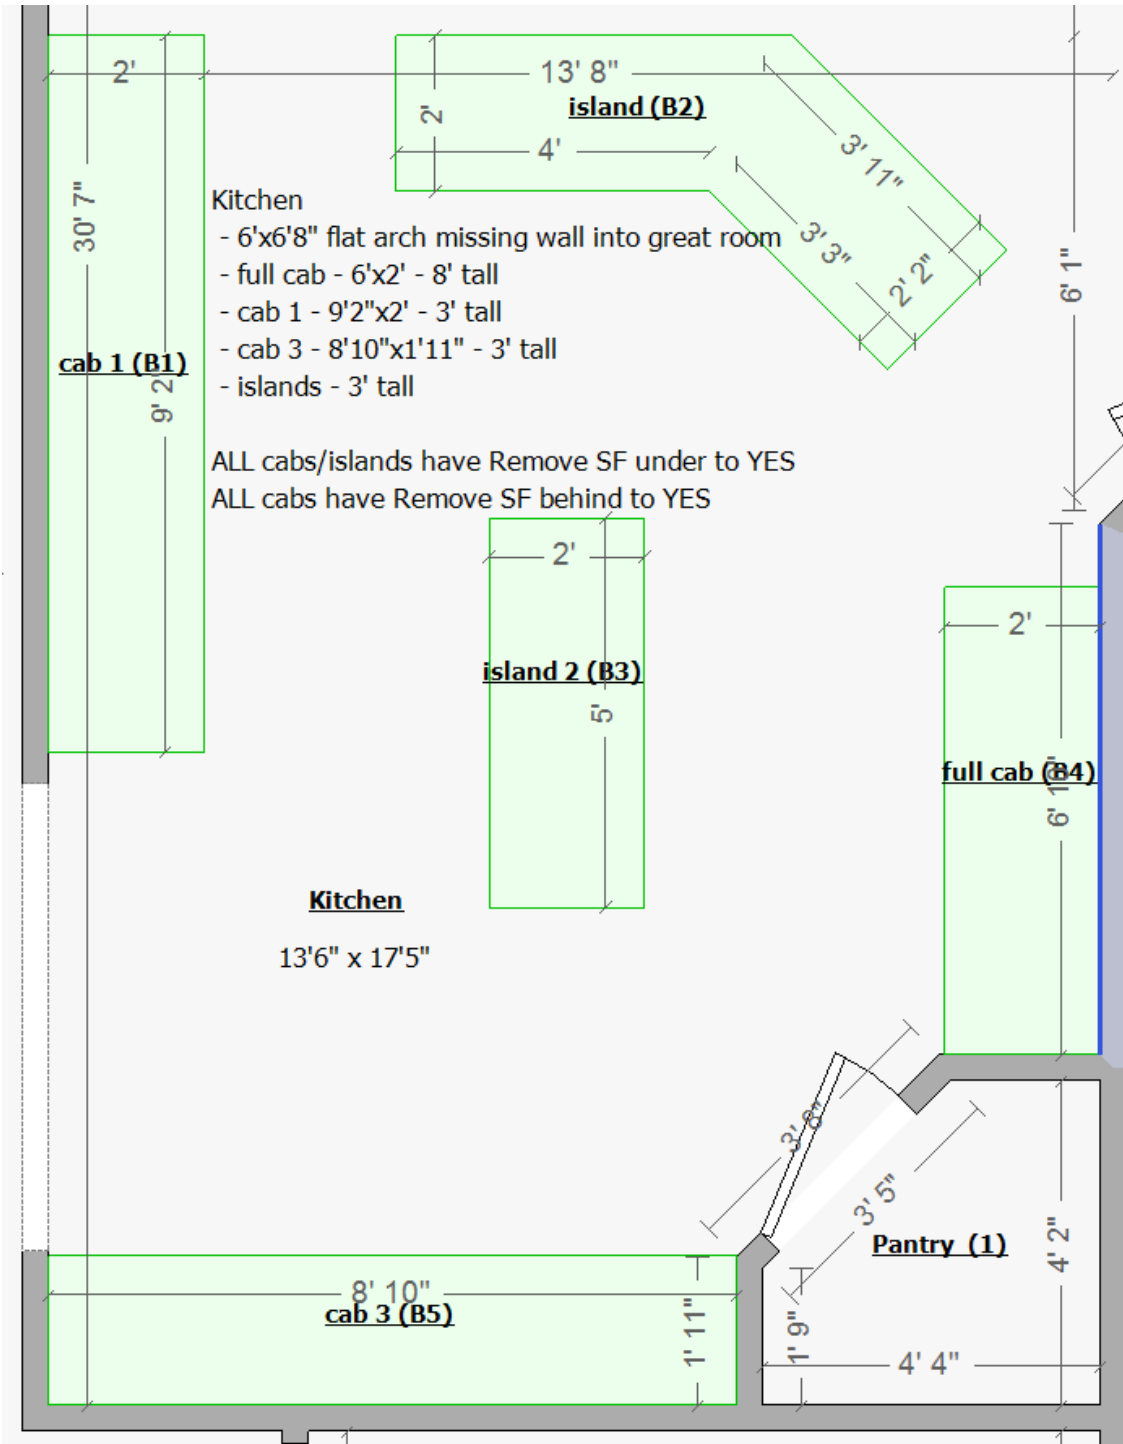 2'
13' 8"
island (B2)
2'
4'
3' 11"
30' 7"
Kitchen
- 6'x6'8" flat arch missing wall into great room
- full cab - 6'x2' - 8' tall
- cab 1 - 9'2"x2' - 3' tall
- cab 3 - 8'10"x1'11" - 3' tall
- islands - 3' tall
3' 3"
2' 2"
6' 1"
cab 1 (B1)
9' 2"
ALL cabs/islands have Remove SF under to YES
ALL cabs have Remove SF behind to YES
2'
2'
island 2 (B3)
5'
full cab (B4)
6' 10"
Kitchen
13'6" x 17'5"
3' 8"
3' 5"
Pantry (1)
4' 2"
8' 10"
cab 3 (B5)
1' 11"
1' 9"
4' 4"